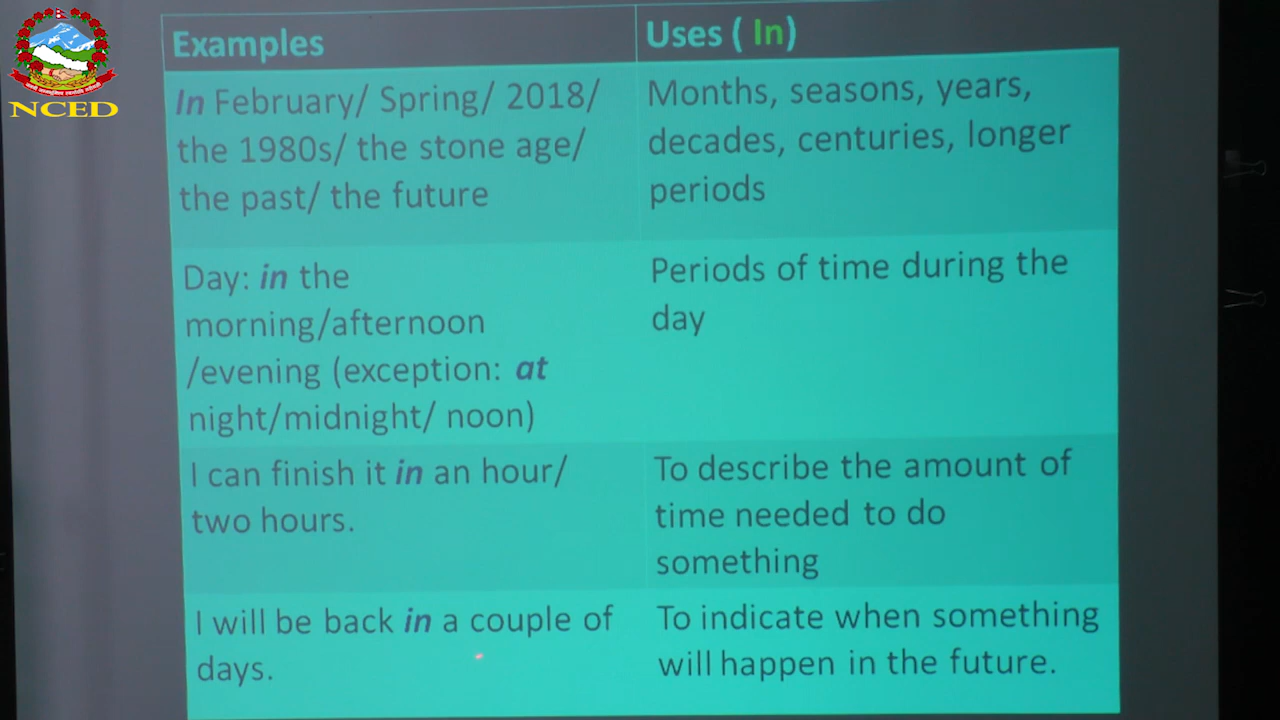 NCED
Examples
Uses ( In)
In February/ Spring/ 2018/
the 1980s/ the stone age/
the past/ the future
Months, seasons, years,
decades, centuries, longer
periods
Day: in the
morning/afternoon
/evening (exception: at
night/midnight/ noon)
Periods of time during the
day
I can finish it in an hour/
two hours.
To describe the amount of
time needed to do
something
I will be back in a couple of
days.
To indicate when something
will happen in the future.